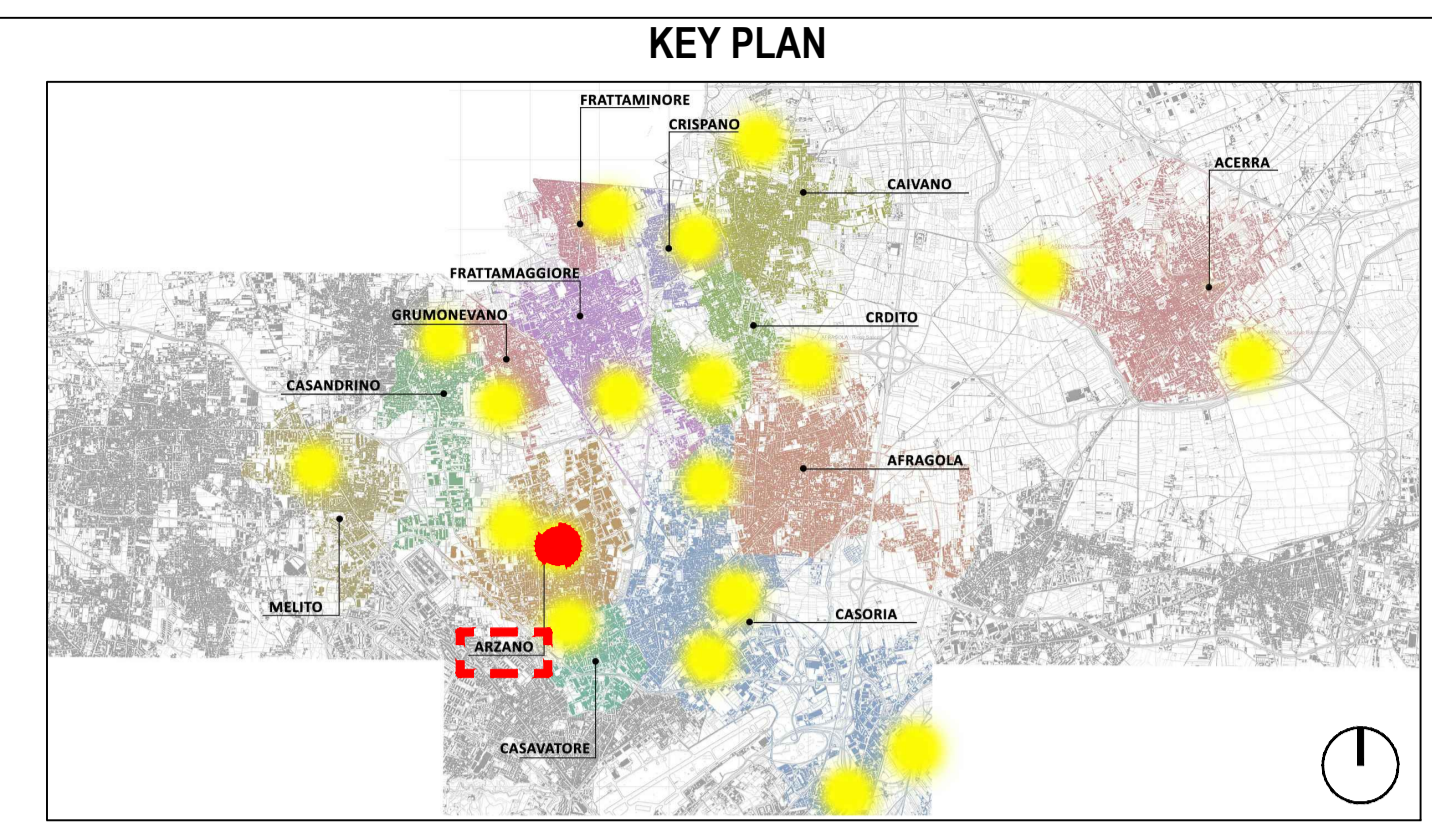 KEY PLAN
FRATTAMINORE
CRISPANO
ACERRA
CAIVANO
FRATTAMAGGIORE
GRUMONEVANO
CRDITO
CASANDRINO
AFRAGOLA
MELITO
CASORIA
ARZANO
CASAVATORE